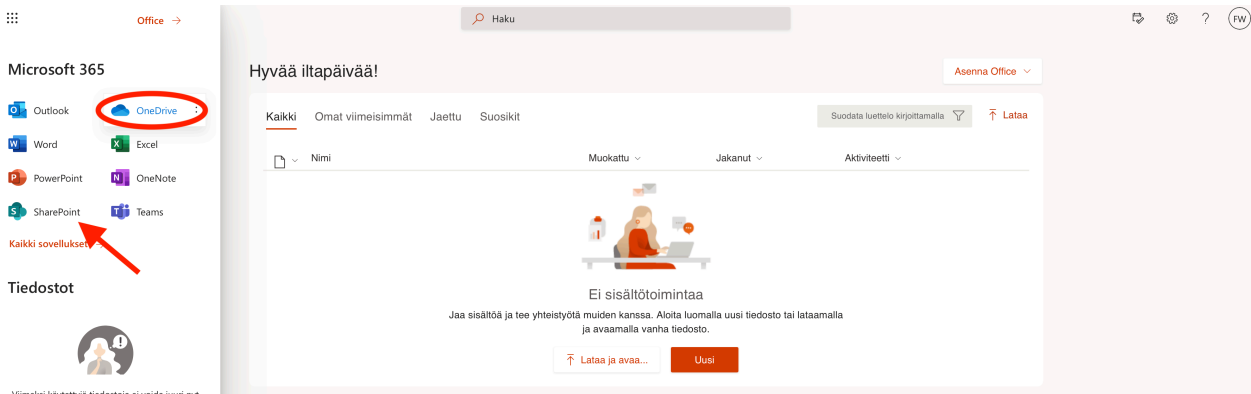 Office →
Haku
FW
Microsoft 365
Hyvää iltapäivää!
Asenna Office
Outlook
OneDrive
Word
Excel
PowerPoint
OneNote
SharePoint
Teams
Kaikki sovellukset
Tiedostot
Kaikki Omat viimeisimmät Jaettu Suosikit
Suodata luettelo kirjoittamalla
Lataa
Nimi Muokattu Jakanut Aktiviteetti
Ei sisältötoimintaa
Jaa sisältöä ja tee yhteistyötä muiden kanssa. Aloita luomalla uusi tiedosto tai lataamalla
ja avaamalla vanha tiedosto.
Lataa ja avaa...
Uusi